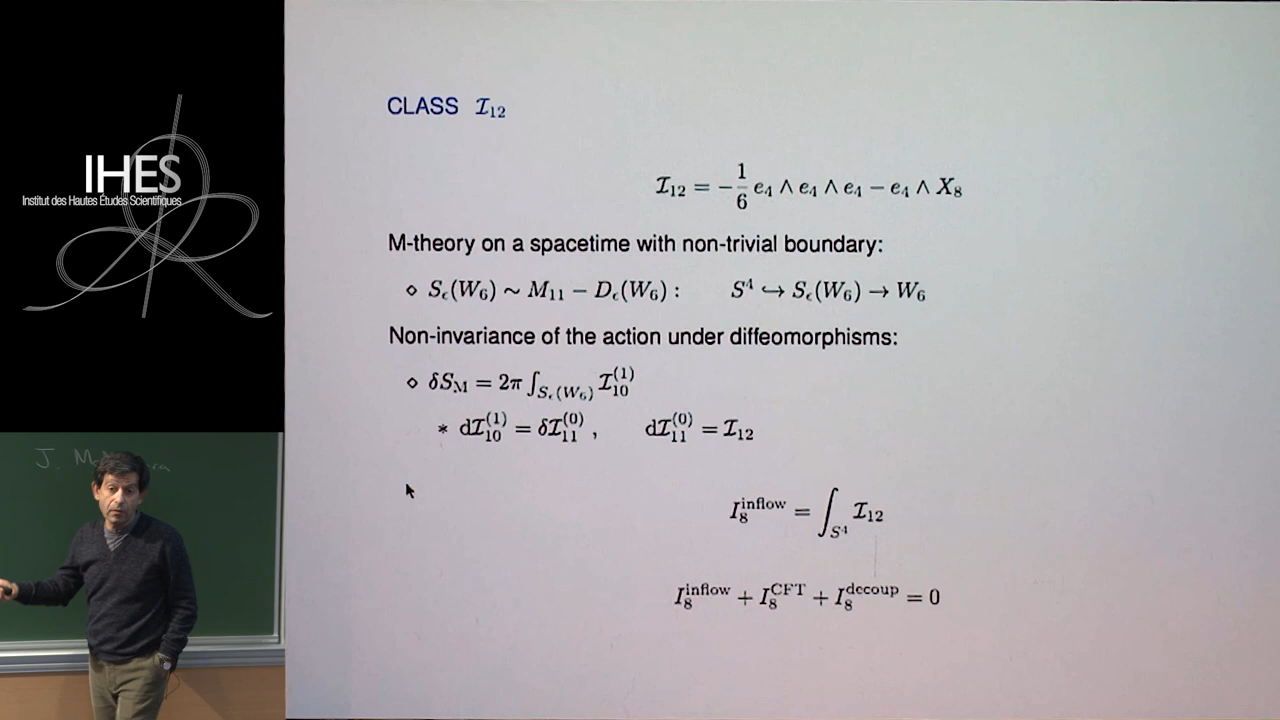 IHES
Institut des Hautes Études Scientifiques
J. M
CLASS 𝓘₁₂
𝓘₁₂ = −1/6 e₄ ∧ e₄ ∧ e₄ − e₄ ∧ X₈
M-theory on a spacetime with non-trivial boundary:
⋄ S_ϵ(W₆) ∼ M₁₁ − D_ϵ(W₆) : S⁴ ↪ S_ϵ(W₆) → W₆
Non-invariance of the action under diffeomorphisms:
⋄ δS_M = 2π ∫_{S_ϵ(W₆)} 𝓘₁₀^{(1)}
∗ d𝓘₁₀^{(1)} = δ𝓘₁₁^{(0)} , d𝓘₁₁^{(0)} = 𝓘₁₂
I₈^{inflow} = ∫_{S⁴} 𝓘₁₂
I₈^{inflow} + I₈^{CFT} + I₈^{decoup} = 0